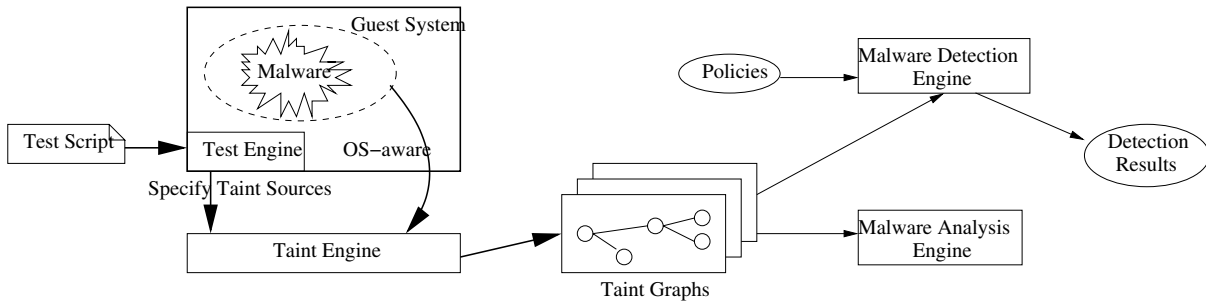 Guest System
Malware
Test Script
Test Engine
OS−aware
Specify Taint Sources
Taint Engine
Taint Graphs
Policies
Malware Detection
Engine
Detection
Results
Malware Analysis
Engine